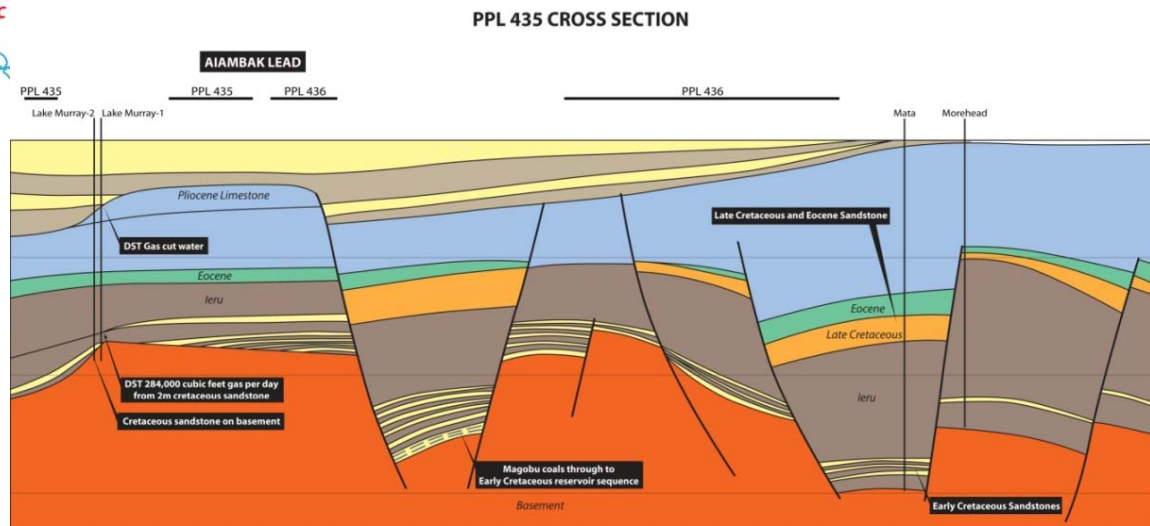 PPL 435 CROSS SECTION
AIAMBAK LEAD
PPL 435
PPL 435
PPL 436
PPL 436
Lake Murray-2
Lake Murray-1
Mata
Morehead
Pliocene Limestone
Late Cretaceous and Eocene Sandstone
DST Gas cut water
Eocene
Ieru
Eocene
Late Cretaceous
DST 284,000 cubic feet gas per day
from 2m cretaceous sandstone
Ieru
Cretaceous sandstone on basement
Magobu coals through to
Early Cretaceous reservoir sequence
Basement
Early Cretaceous Sandstones